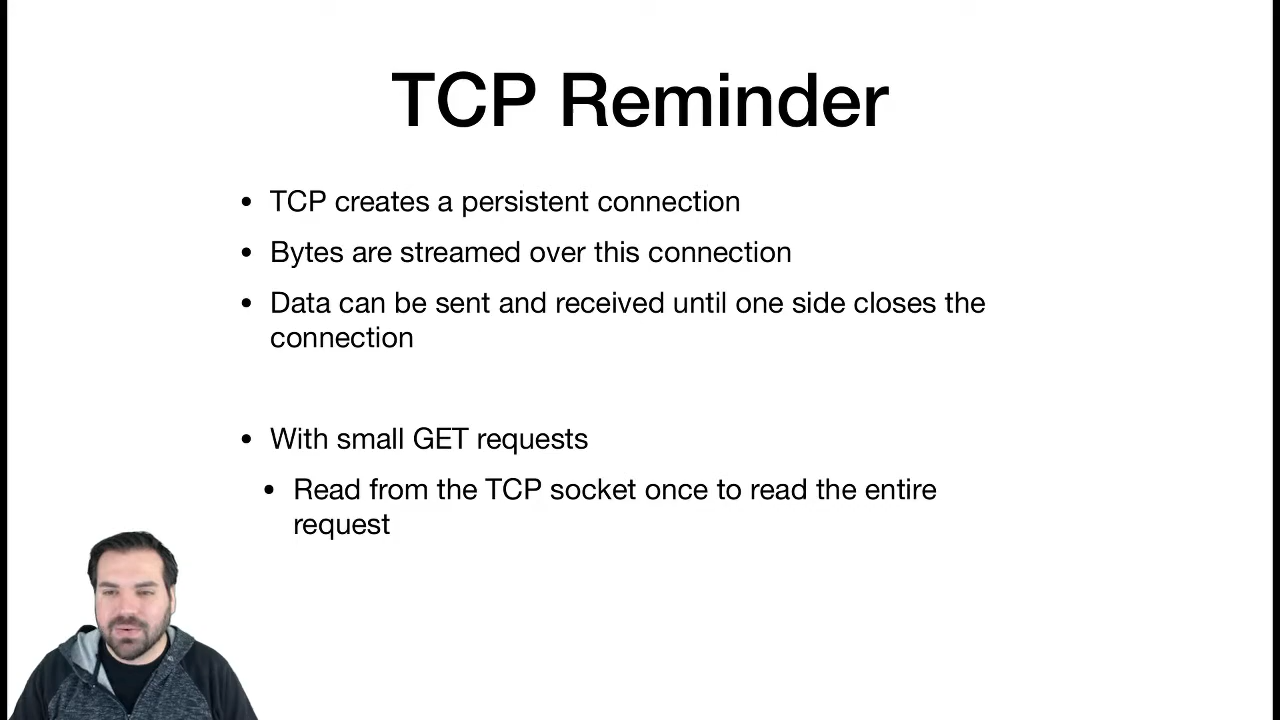 TCP Reminder
• TCP creates a persistent connection
• Bytes are streamed over this connection
• Data can be sent and received until one side closes the
connection
• With small GET requests
• Read from the TCP socket once to read the entire
request